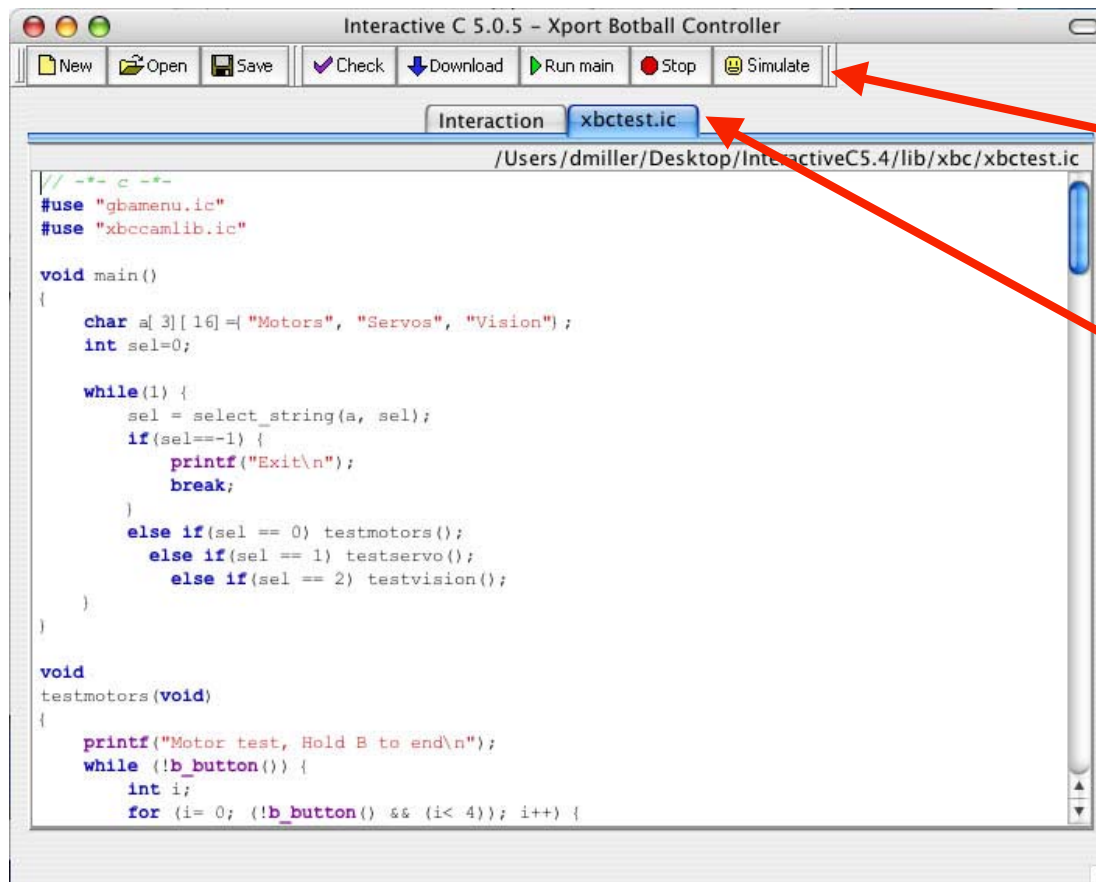 Interactive C 5.0.5 – Xport Botball Controller
New Open Save Check Download Run main Stop Simulate
Interaction xbctest.ic
/Users/dmiller/Desktop/InteractiveC5.4/lib/xbc/xbctest.ic
// -*- c -*-
#use "gbamenu.ic"
#use "xbccamlib.ic"
void main()
{
char a[3][16]={"Motors", "Servos", "Vision"};
int sel=0;
while(1) {
sel = select_string(a, sel);
if(sel==-1) {
printf("Exit\n");
break;
}
else if(sel == 0) testmotors();
else if(sel == 1) testservo();
else if(sel == 2) testvision();
}
}
void
testmotors(void)
{
printf("Motor test, Hold B to end\n");
while (!b_button()) {
int i;
for (i= 0; (!b_button() && (i< 4)); i++) {